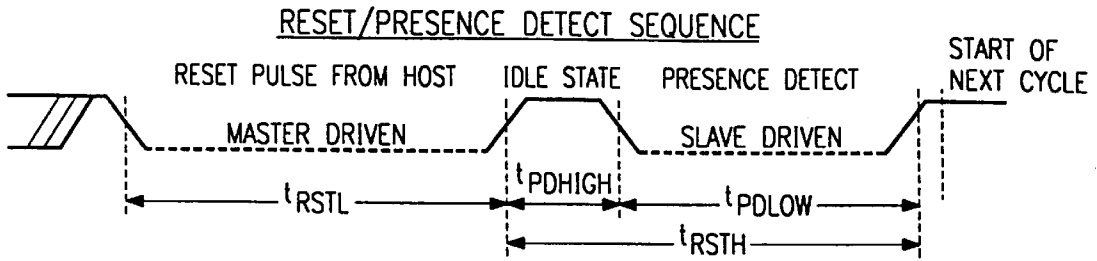 RESET/PRESENCE DETECT SEQUENCE
RESET PULSE FROM HOST
IDLE STATE
PRESENCE DETECT
START OF
NEXT CYCLE
MASTER DRIVEN
SLAVE DRIVEN
tRSTL
tPDHIGH
tPDLOW
tRSTH